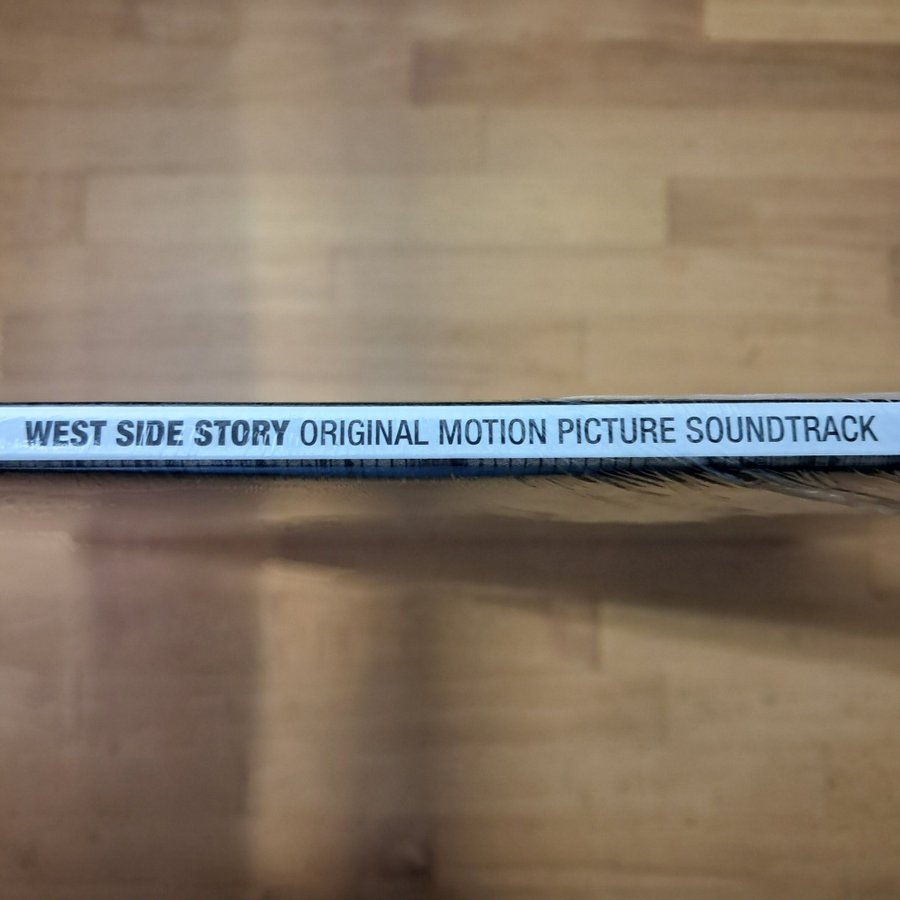 WEST SIDE STORY ORIGINAL MOTION PICTURE SOUNDTRACK